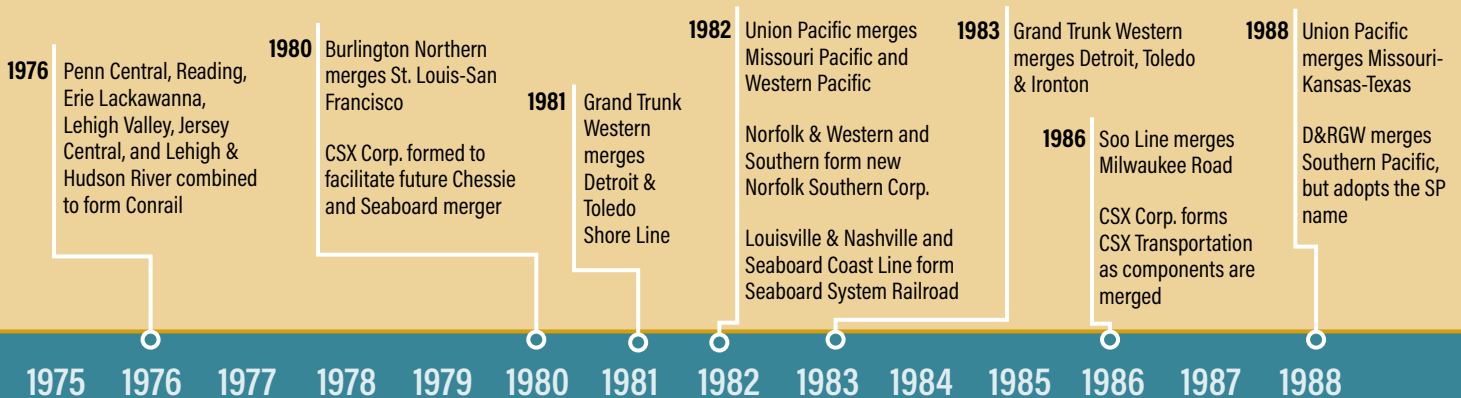 1976
Penn Central, Reading,
Erie Lackawanna,
Lehigh Valley, Jersey
Central, and Lehigh &
Hudson River combined
to form Conrail
1980
Burlington Northern
merges St. Louis-San
Francisco
CSX Corp. formed to
facilitate future Chessie
and Seaboard merger
1981
Grand Trunk
Western
merges
Detroit &
Toledo
Shore Line
1982
Union Pacific merges
Missouri Pacific and
Western Pacific
Norfolk & Western and
Southern form new
Norfolk Southern Corp.
Louisville & Nashville and
Seaboard Coast Line form
Seaboard System Railroad
1983
Grand Trunk Western
merges Detroit, Toledo
& Ironton
1986
Soo Line merges
Milwaukee Road
CSX Corp. forms
CSX Transportation
as components are
merged
1988
Union Pacific
merges Missouri-
Kansas-Texas
D&RGW merges
Southern Pacific,
but adopts the SP
name
1975 1976 1977 1978 1979 1980 1981 1982 1983 1984 1985 1986 1987 1988